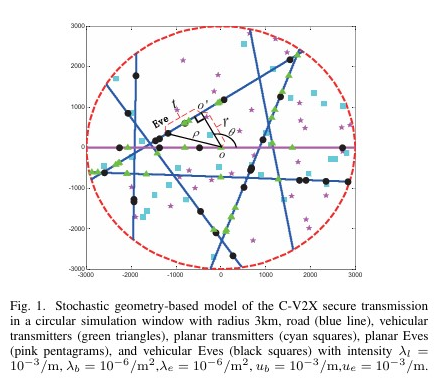 3000
2000
1000
0
-1000
-2000
-3000
-3000 -2000 -1000 0 1000 2000 3000
Eve
t
o'
r
ρ
θ
o
Fig. 1. Stochastic geometry-based model of the C-V2X secure transmission
in a circular simulation window with radius 3km, road (blue line), vehicular
transmitters (green triangles), planar transmitters (cyan squares), planar Eves
(pink pentagrams), and vehicular Eves (black squares) with intensity λ_l =
10^{-3}/m, λ_b = 10^{-6}/m^2,λ_e = 10^{-6}/m^2, u_b = 10^{-3}/m,u_e = 10^{-3}/m.